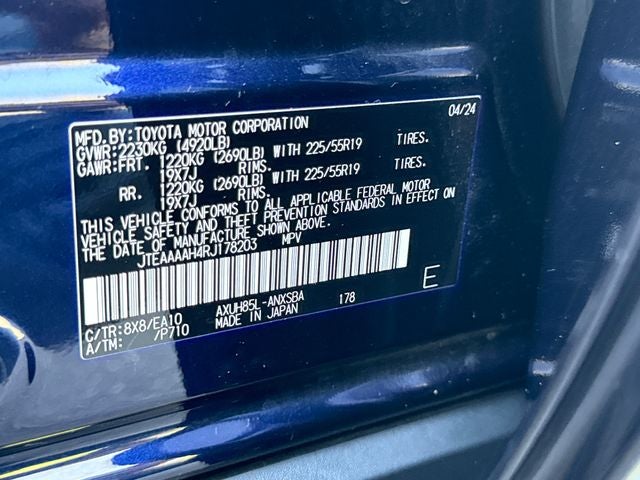 04/24
MFD.BY:TOYOTA MOTOR CORPORATION
GVWR:2230KG (4920LB)
GAWR:FRT. 1220KG (2690LB) WITH 225/55R19 TIRES.
19X7J RIMS.
RR. 1220KG (2690LB) WITH 225/55R19 TIRES.
19X7J RIMS.
THIS VEHICLE CONFORMS TO ALL APPLICABLE FEDERAL MOTOR
VEHICLE SAFETY AND THEFT PREVENTION STANDARDS IN EFFECT ON
THE DATE OF MANUFACTURE SHOWN ABOVE.
JTEAAAAH4RJ178203 MPV
E
C/TR:8X8/EA10 AXUH85L-ANXSBA 178
A/TM: /P710 MADE IN JAPAN